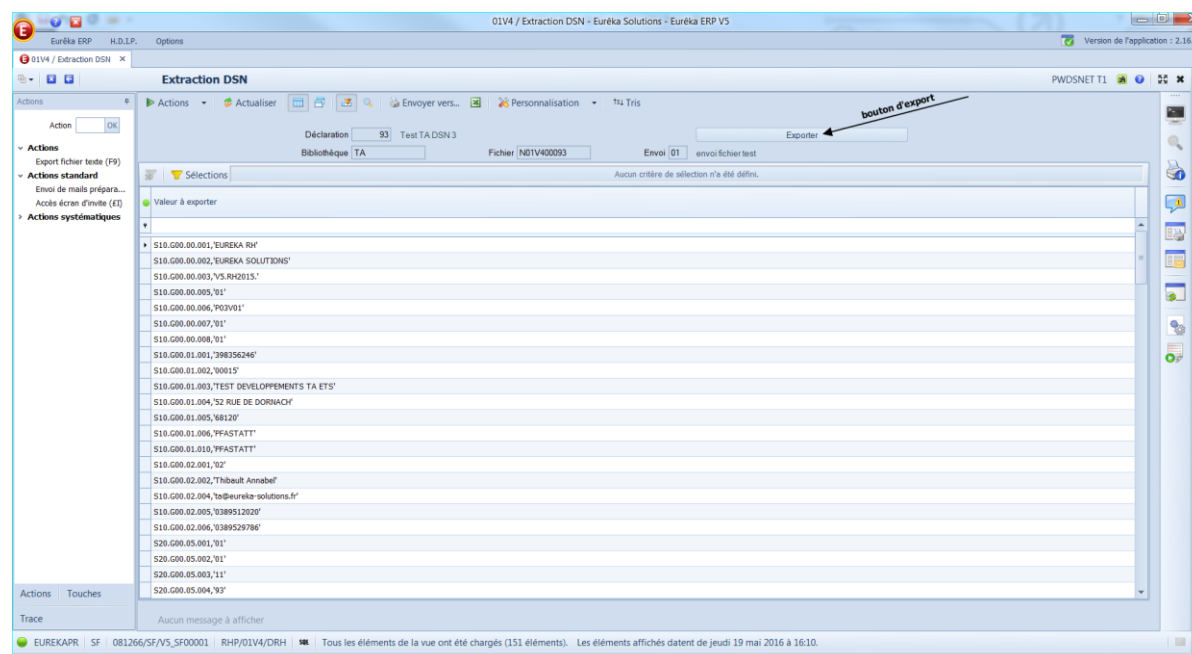 01V4 / Extraction DSN - Eurêka Solutions - Eurêka ERP V5
Eurêka ERP H.D.I.P. Options Version de l'application : 2.16
01V4 / Extraction DSN
Extraction DSN PWDSNET T1
Actions
Actions Actualiser Envoyer vers... Personnalisation Tris
bouton d'export
Action OK
Déclaration 93 Test TA DSN 3 Exporter
Bibliothèque TA Fichier N01V400093 Envoi 01 envoi fichier test
Actions
Export fichier texte (F9)
Actions standard
Envoi de mails prépara...
Accès écran d'invite (£I)
Actions systématiques
Sélections Aucun critère de sélection n'a été défini.
Valeur à exporter
S10.G00.00.001,'EUREKA RH'
S10.G00.00.002,'EUREKA SOLUTIONS'
S10.G00.00.003,'V5.RH2015.'
S10.G00.00.005,'01'
S10.G00.00.006,'P03V01'
S10.G00.00.007,'01'
S10.G00.00.008,'01'
S10.G00.01.001,'398356246'
S10.G00.01.002,'00015'
S10.G00.01.003,'TEST DEVELOPPEMENTS TA ETS'
S10.G00.01.004,'52 RUE DE DORNACH'
S10.G00.01.005,'68120'
S10.G00.01.006,'PFASTATT'
S10.G00.01.010,'PFASTATT'
S10.G00.02.001,'02'
S10.G00.02.002,'Thibault Annabel'
S10.G00.02.004,'ta@eureka-solutions.fr'
S10.G00.02.005,'0389512020'
S10.G00.02.006,'0389529786'
S20.G00.05.001,'01'
S20.G00.05.002,'01'
S20.G00.05.003,'11'
S20.G00.05.004,'93'
Actions Touches
Trace
Aucun message à afficher
EUREKAPR SF 081266/SF/V5_SF00001 RHP/01V4/DRH SQL Tous les éléments de la vue ont été chargés (151 éléments). Les éléments affichés datent de jeudi 19 mai 2016 à 16:10.